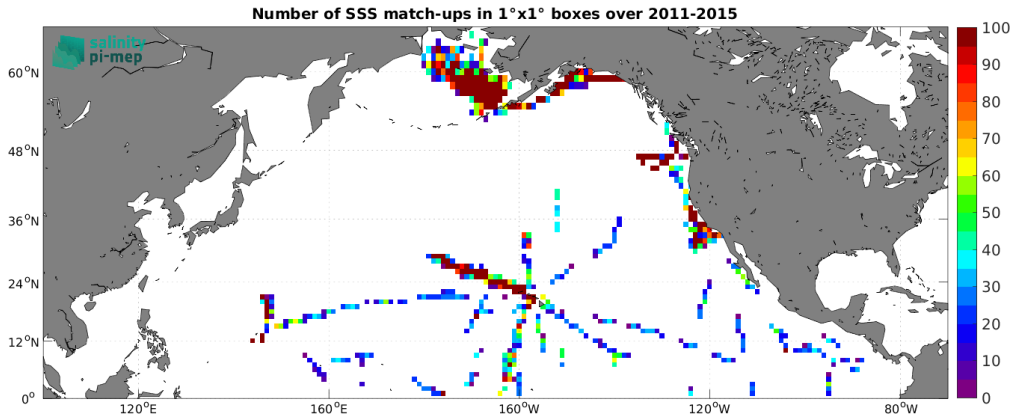 Number of SSS match-ups in 1°x1° boxes over 2011-2015
salinity
pi-mep
60°N
48°N
36°N
24°N
12°N
0°
120°E
160°E
160°W
120°W
80°W
100
90
80
70
60
50
40
30
20
10
0